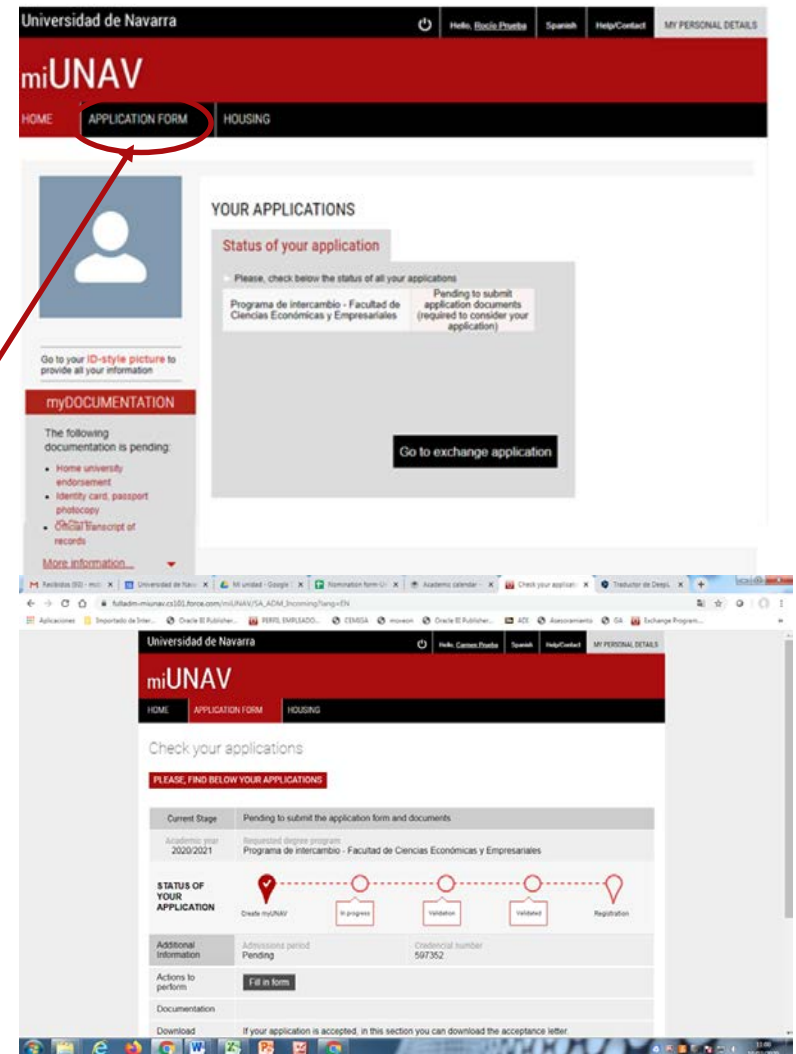 Universidad de Navarra
Hello, Rocío Prueba
Spanish
Help/Contact
MY PERSONAL DETAILS
miUNAV
HOME
APPLICATION FORM
HOUSING
YOUR APPLICATIONS
Status of your application
Please, check below the status of all your applications
Programa de intercambio - Facultad de
Ciencias Económicas y Empresariales
Pending to submit
application documents
(required to consider your
application)
Go to exchange application
Go to your ID-style picture to
provide all your information
myDOCUMENTATION
The following
documentation is pending:
Home university
endorsement
Identity card, passport
photocopy
Official transcript of
records
More information...
Universidad de Navarra
Hello, Carmen Prueba
Spanish
Help/Contact
MY PERSONAL DETAILS
miUNAV
HOME
APPLICATION FORM
HOUSING
Check your applications
PLEASE, FIND BELOW YOUR APPLICATIONS
Current Stage
Pending to submit the application form and documents
Academic year
2020/2021
Requested degree program
Programa de intercambio - Facultad de Ciencias Económicas y Empresariales
STATUS OF
YOUR
APPLICATION
Create myUNAV
In progress
Validation
Validated
Registration
Additional
Information
Admissions period
Pending
Credencial number
597352
Actions to
perform
Fill in form
Documentation
Download
If your application is accepted, in this section you can download the acceptance letter.